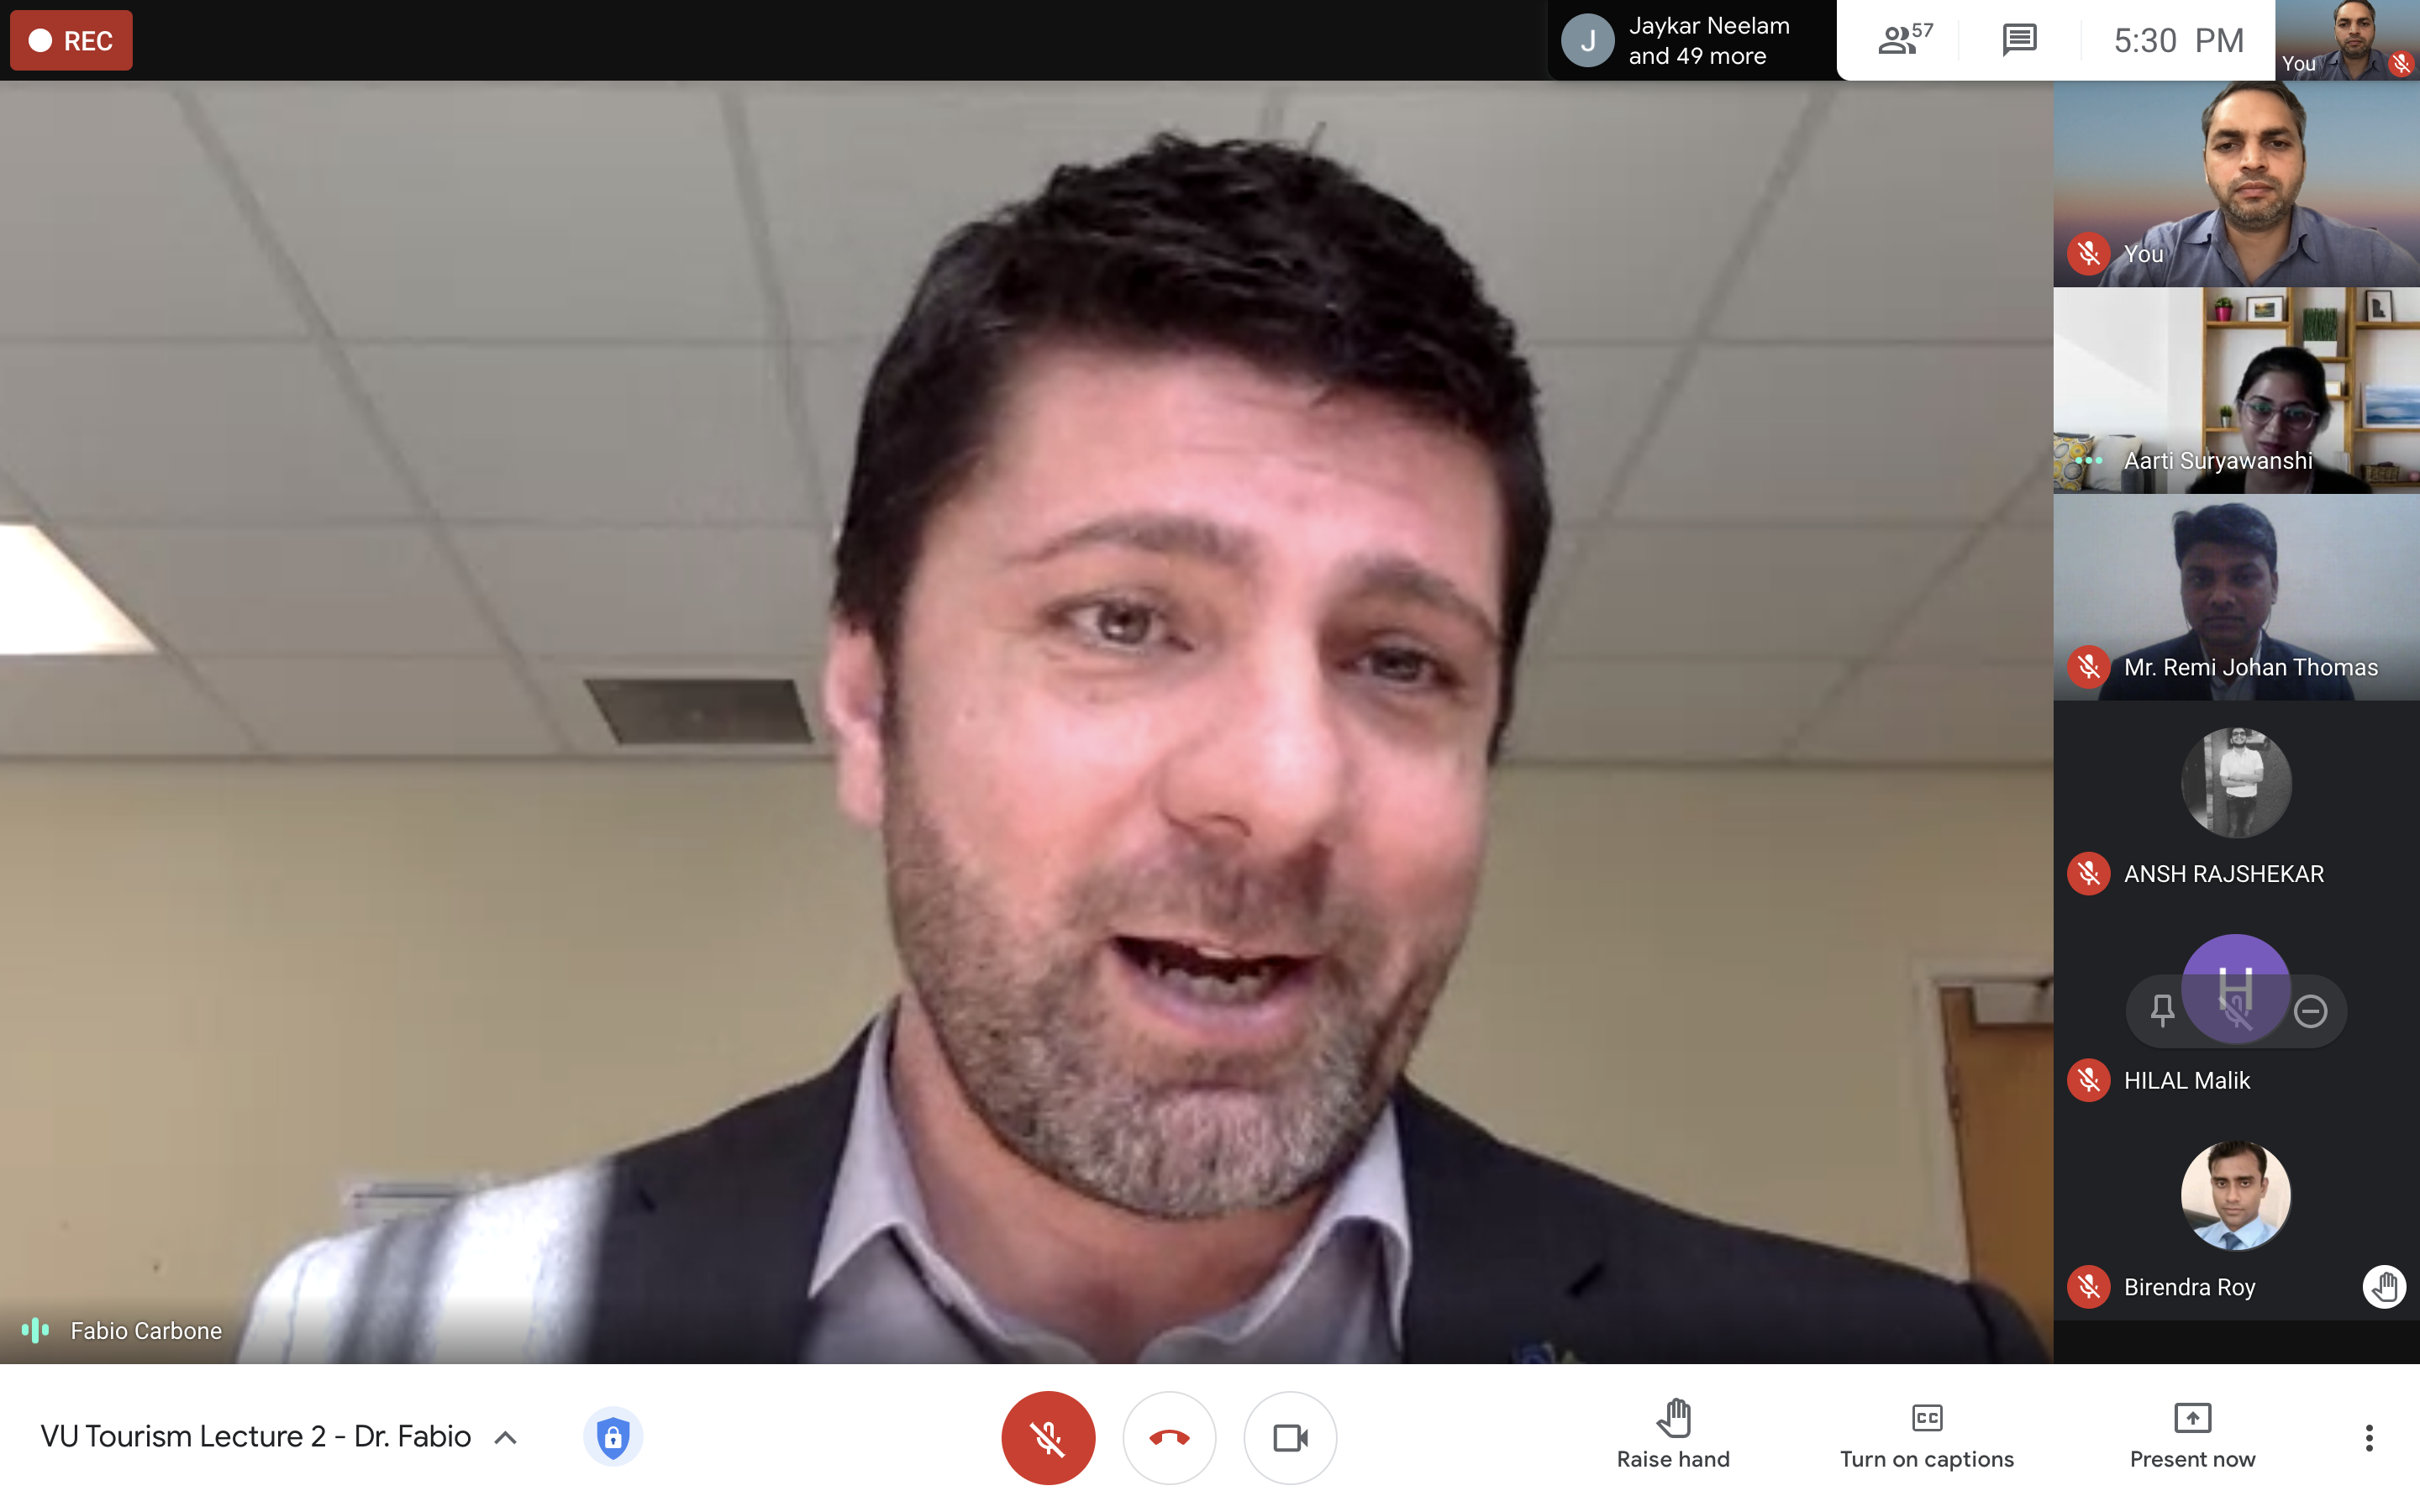 REC
J
Jaykar Neelam
and 49 more
57
5:30 PM
You
You
Aarti Suryawanshi
Mr. Remi Johan Thomas
ANSH RAJSHEKAR
H
HILAL Malik
Birendra Roy
Fabio Carbone
VU Tourism Lecture 2 - Dr. Fabio
Raise hand
CC
Turn on captions
Present now